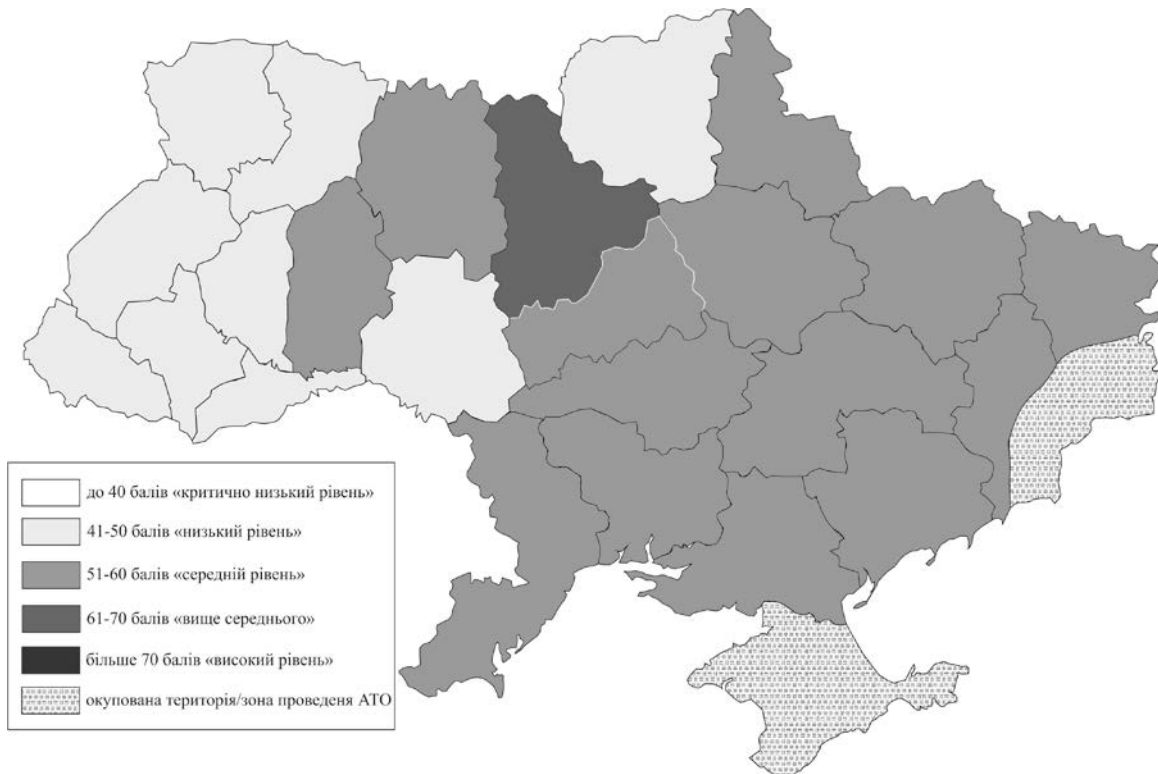 до 40 балів «критично низький рівень»
41-50 балів «низький рівень»
51-60 балів «середній рівень»
61-70 балів «вище середнього»
більше 70 балів «високий рівень»
окупована територія/зона проведеня АТО